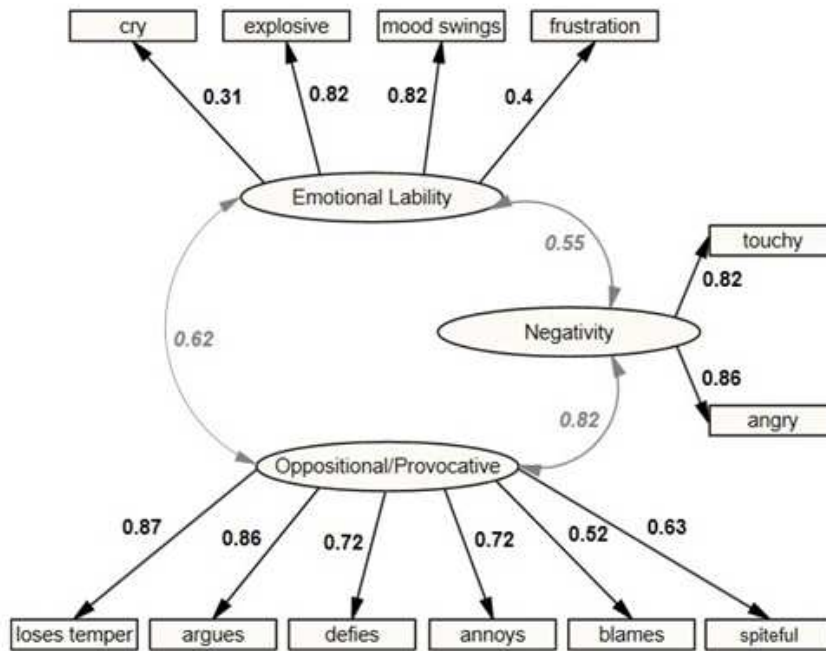 cry
explosive
mood swings
frustration
0.31
0.82
0.82
0.4
Emotional Lability
0.55
touchy
0.82
0.62
Negativity
0.86
angry
0.82
Oppositional/Provocative
0.87
0.86
0.72
0.72
0.52
0.63
loses temper
argues
defies
annoys
blames
spiteful